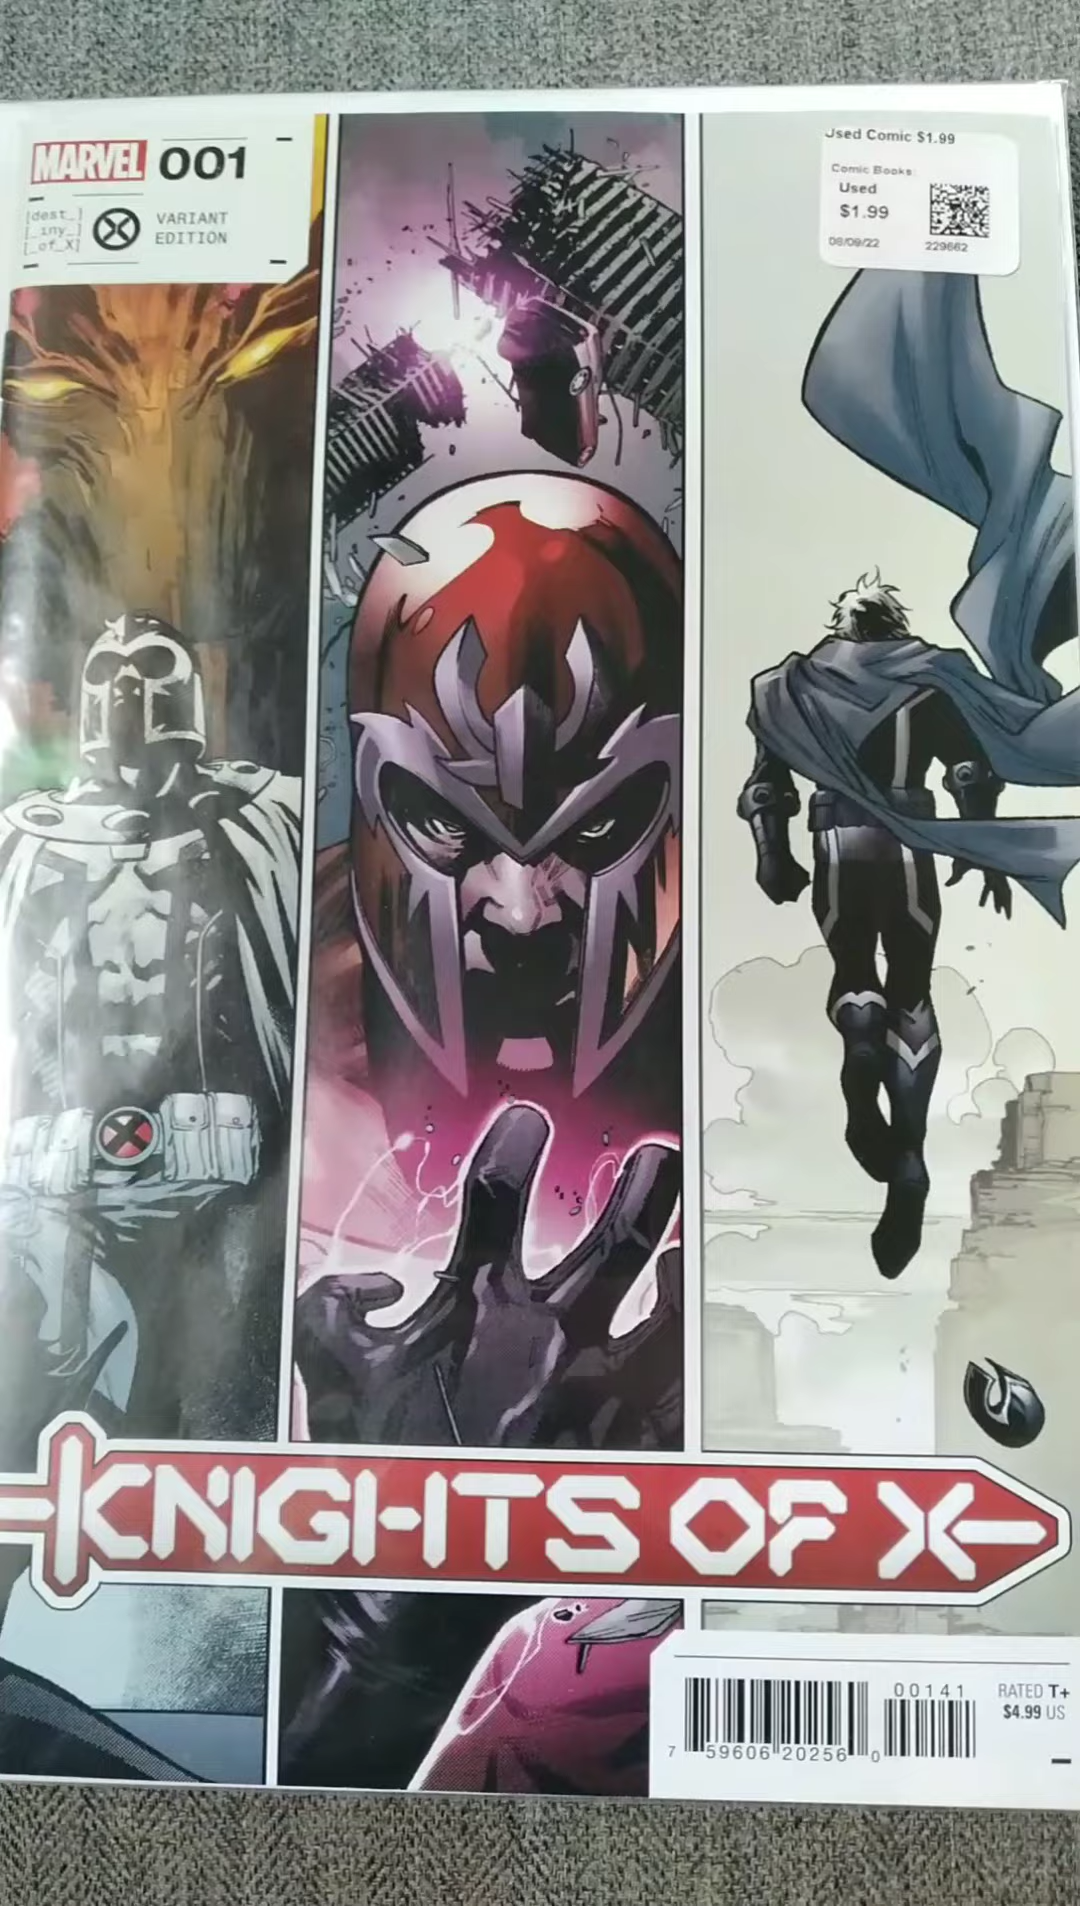 MARVEL 001
[dest_]
[_iny_]
[_of_X]
VARIANT
EDITION
Used Comic $1.99
Comic Books:
Used
$1.99
08/09/22 229662
KNIGHTS OF X
00141
7 59606 20256 0
RATED T+
$4.99 US